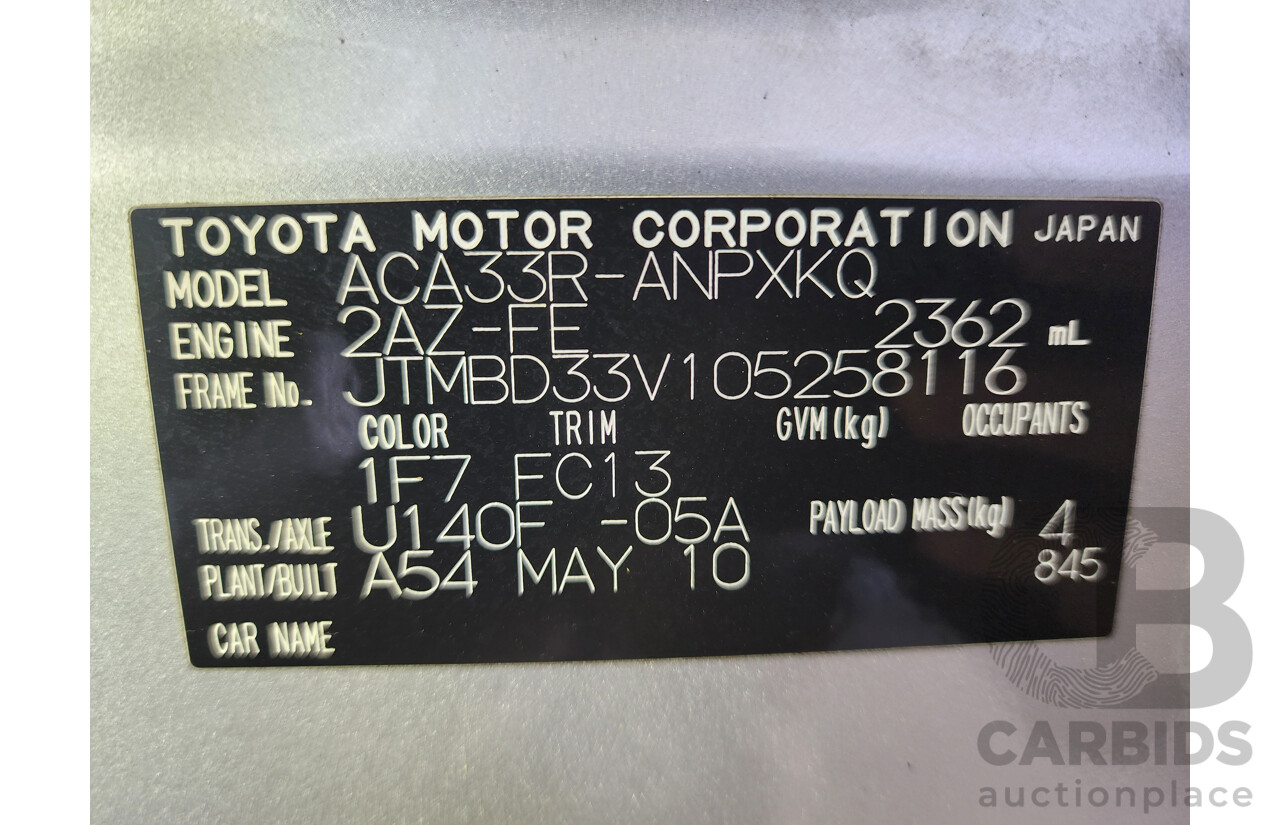 TOYOTA MOTOR CORPORATION JAPAN
MODEL ACA33R-ANPXKQ
ENGINE 2AZ-FE 2362 mL
FRAME No. JTMBD33V105258116
COLOR TRIM GVM(kg) OCCUPANTS
1F7 FC13
TRANS./AXLE U140F -05A PAYLOAD MASS(kg) 4
PLANT/BUILT A54 MAY 10 845
CAR NAME
CB
CARBIDS
auctionplace